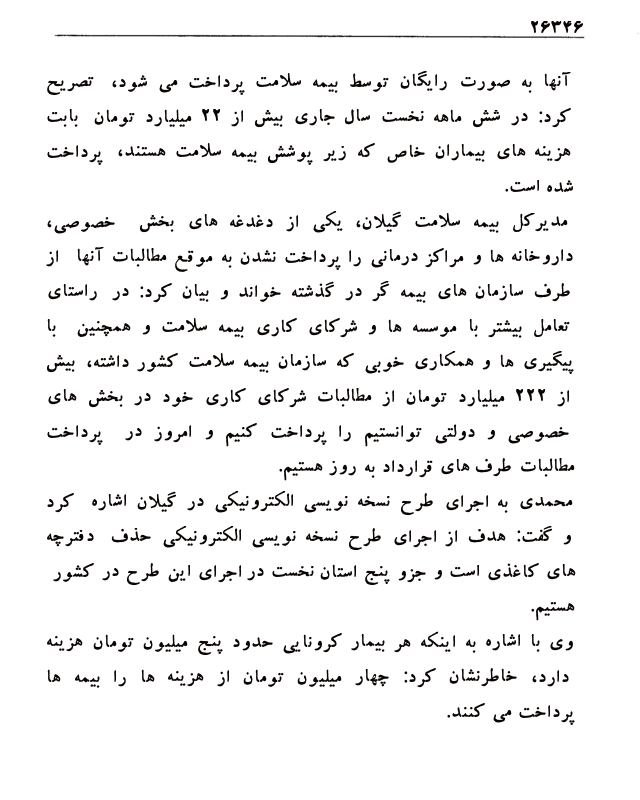 ۲۶۳۴۶
آنها به صورت رایگان توسط بیمه سلامت پرداخت می شود، تصریح
کرد: در شش ماهه نخست سال جاری بیش از ۲۲ میلیارد تومان بابت
هزینه های بیماران خاص که زیر پوشش بیمه سلامت هستند، پرداخت
شده است.
مدیرکل بیمه سلامت گیلان، یکی از دغدغه های بخش خصوصی،
داروخانه ها و مراکز درمانی را پرداخت نشدن به موقع مطالبات آنها از
طرف سازمان های بیمه گر در گذشته خواند و بیان کرد: در راستای
تعامل بیشتر با موسسه ها و شرکای کاری بیمه سلامت و همچنین با
پیگیری ها و همکاری خوبی که سازمان بیمه سلامت کشور داشته، بیش
از ۲۲۲ میلیارد تومان از مطالبات شرکای کاری خود در بخش های
خصوصی و دولتی توانستیم را پرداخت کنیم و امروز در پرداخت
مطالبات طرف های قرارداد به روز هستیم.
محمدی به اجرای طرح نسخه نویسی الکترونیکی در گیلان اشاره کرد
و گفت: هدف از اجرای طرح نسخه نویسی الکترونیکی حذف دفترچه
های کاغذی است و جزو پنج استان نخست در اجرای این طرح در کشور
هستیم.
وی با اشاره به اینکه هر بیمار کرونایی حدود پنج میلیون تومان هزینه
دارد، خاطرنشان کرد: چهار میلیون تومان از هزینه ها را بیمه ها
پرداخت می کنند.